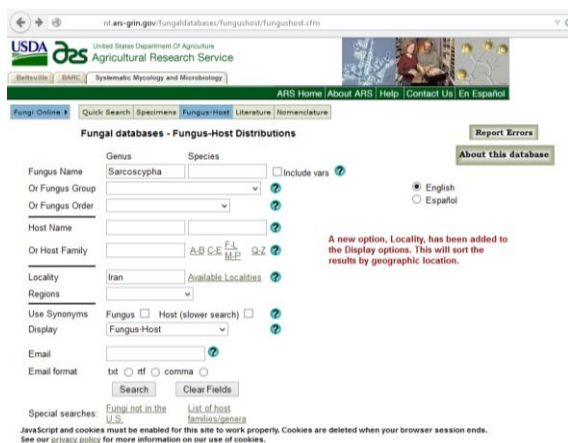 nt.ars-grin.gov/fungaldatabases/fungushost/fungushost.cfm
USDA ars United States Department Of Agriculture
Agricultural Research Service
Beltsville BARC Systematic Mycology and Microbiology
ARS Home About ARS Help Contact Us En Español
Fungi Online Quick Search Specimens Fungus-Host Literature Nomenclature
Fungal databases - Fungus-Host Distributions
Report Errors
About this database
Genus Species
Fungus Name Sarcoscypha Include vars ?
Or Fungus Group ? English
Or Fungus Order ? Español
Host Name ?
Or Host Family A-B C-E F-L M-P Q-Z ?
A new option, Locality, has been added to
the Display options. This will sort the
results by geographic location.
Locality Iran Available Localities ?
Regions
Use Synonyms Fungus Host (slower search) ?
Display Fungus-Host ?
Email ?
Email format txt rtf comma
Search Clear Fields
Special searches: Fungi not in the U.S. List of host families/genera
JavaScript and cookies must be enabled for this site to work properly. Cookies are deleted when your browser session ends.
See our privacy policy for more information on our use of cookies.